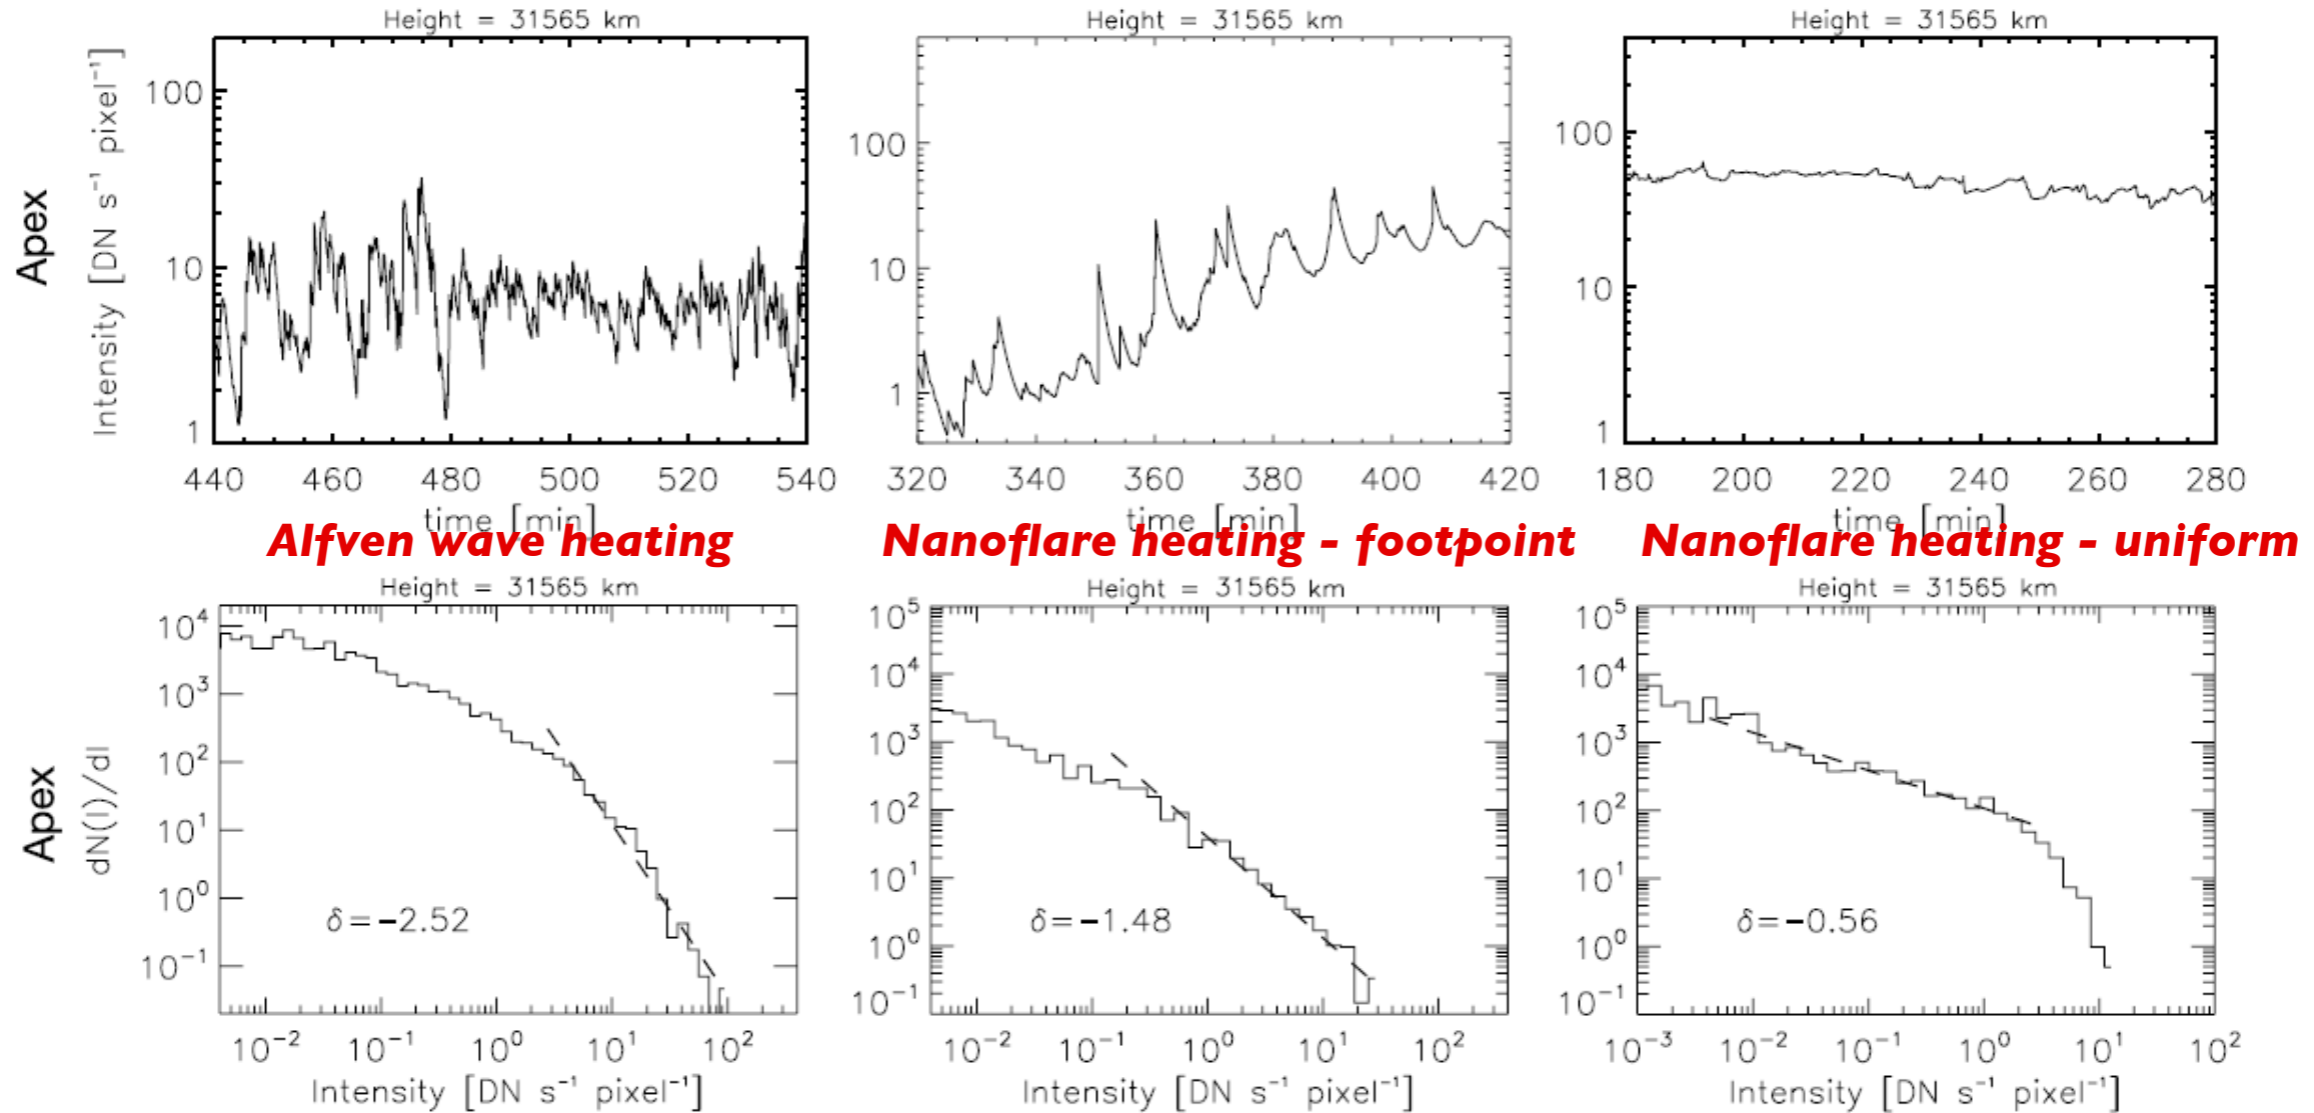 Height = 31565 km
Height = 31565 km
Height = 31565 km
Apex
Intensity [DN s⁻¹ pixel⁻¹]
100
10
1
440 460 480 500 520 540
time [min]
100
10
1
320 340 360 380 400 420
time [min]
100
10
1
180 200 220 240 260 280
time [min]
Alfven wave heating
Nanoflare heating - footpoint
Nanoflare heating - uniform
Height = 31565 km
Height = 31565 km
Height = 31565 km
Apex
dN(I)/dI
10⁴
10³
10²
10¹
10⁰
10⁻¹
δ=-2.52
10⁻² 10⁻¹ 10⁰ 10¹ 10²
Intensity [DN s⁻¹ pixel⁻¹]
10⁵
10⁴
10³
10²
10¹
10⁰
10⁻¹
δ=-1.48
10⁻² 10⁻¹ 10⁰ 10¹ 10²
Intensity [DN s⁻¹ pixel⁻¹]
10⁵
10⁴
10³
10²
10¹
10⁰
10⁻¹
δ=-0.56
10⁻³ 10⁻² 10⁻¹ 10⁰ 10¹ 10²
Intensity [DN s⁻¹ pixel⁻¹]